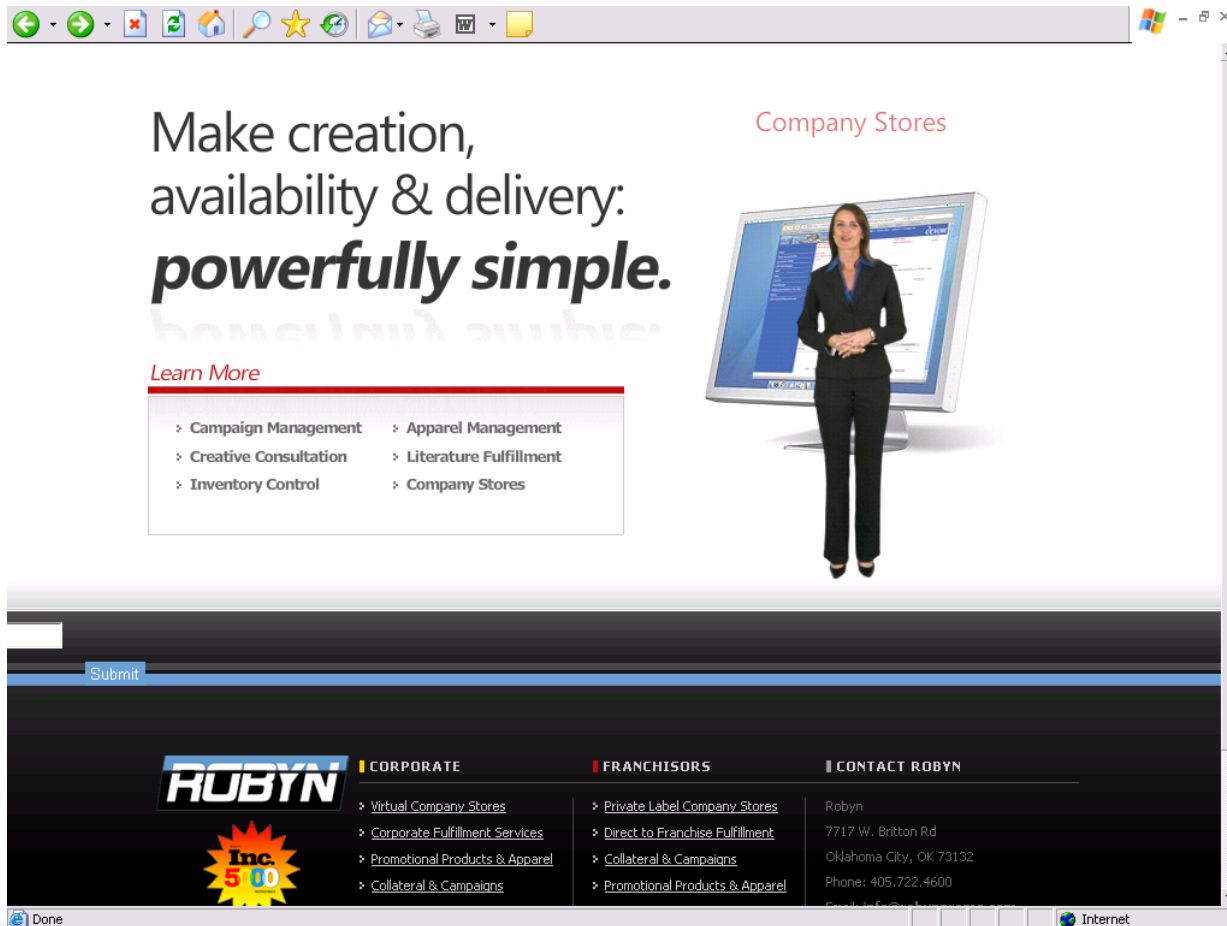 Make creation,
availability & delivery:
powerfully simple.
Company Stores
Learn More
Campaign Management
Apparel Management
Creative Consultation
Literature Fulfillment
Inventory Control
Company Stores
Submit
ROBYN
Inc.
5000
CORPORATE
Virtual Company Stores
Corporate Fulfillment Services
Promotional Products & Apparel
Collateral & Campaigns
FRANCHISORS
Private Label Company Stores
Direct to Franchise Fulfillment
Collateral & Campaigns
Promotional Products & Apparel
CONTACT ROBYN
Robyn
7717 W. Britton Rd
Oklahoma City, OK 73132
Phone: 405.722.4600
Done
Internet